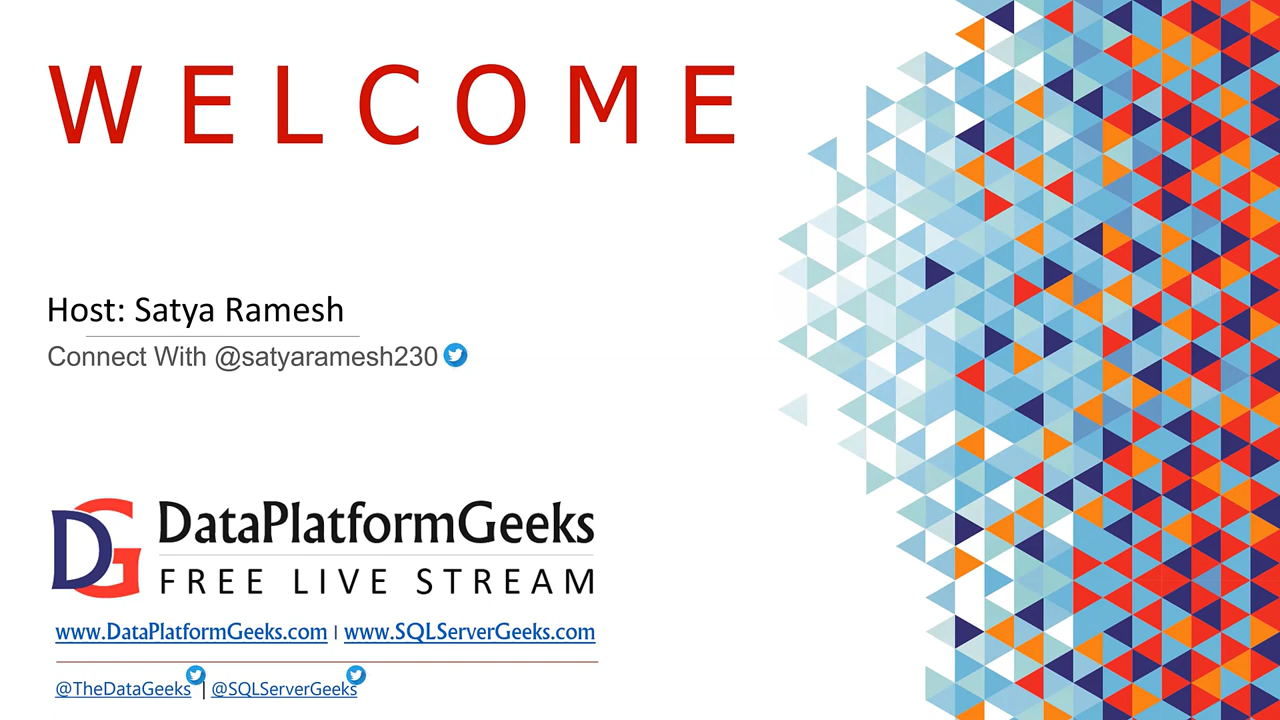 WELCOME
Host: Satya Ramesh
Connect With @satyaramesh230
DG DataPlatformGeeks
FREE LIVE STREAM
www.DataPlatformGeeks.com | www.SQLServerGeeks.com
@TheDataGeeks | @SQLServerGeeks